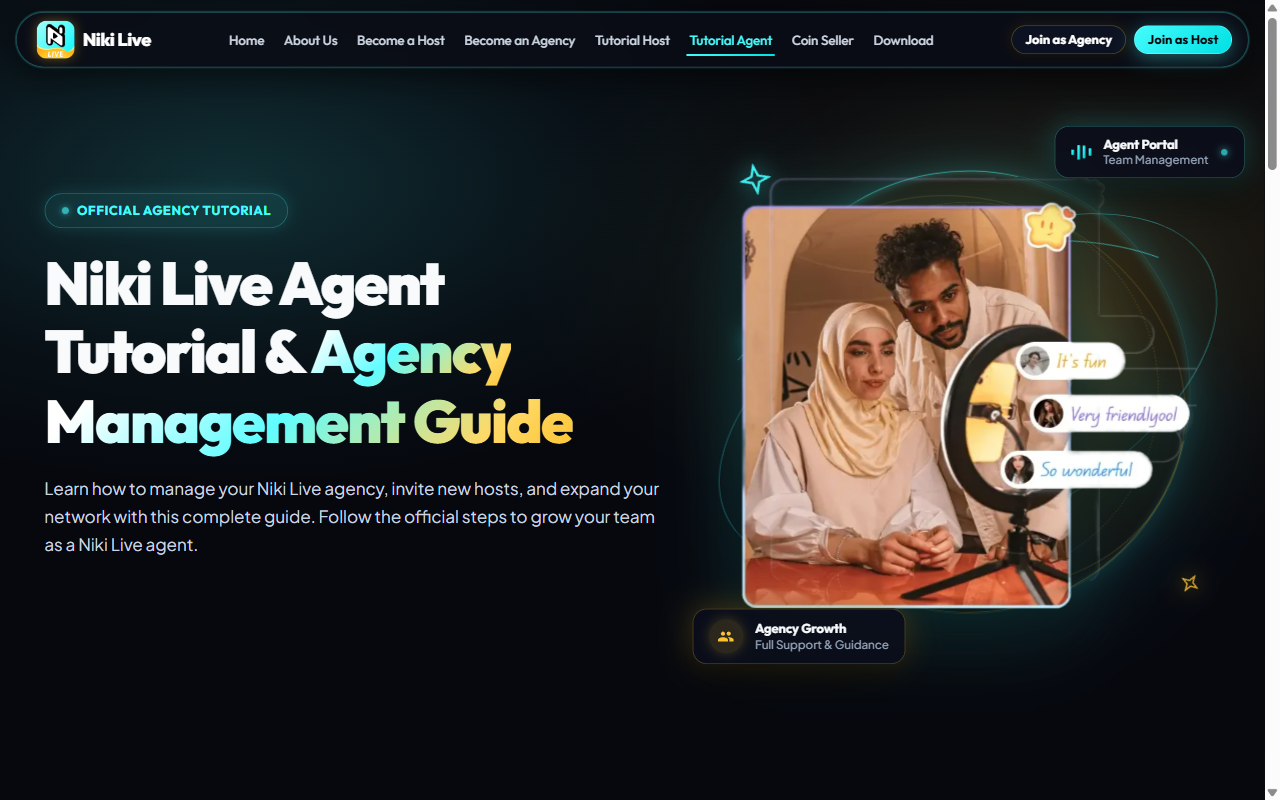 LIVE
Niki Live
Home
About Us
Become a Host
Become an Agency
Tutorial Host
Tutorial Agent
Coin Seller
Download
Join as Agency
Join as Host
Agent Portal
Team Management
OFFICIAL AGENCY TUTORIAL
Niki Live Agent
Tutorial & Agency
Management Guide
Learn how to manage your Niki Live agency, invite new hosts, and expand your
network with this complete guide. Follow the official steps to grow your team
as a Niki Live agent.
It's fun
Very friendlyool
So wonderful
Agency Growth
Full Support & Guidance